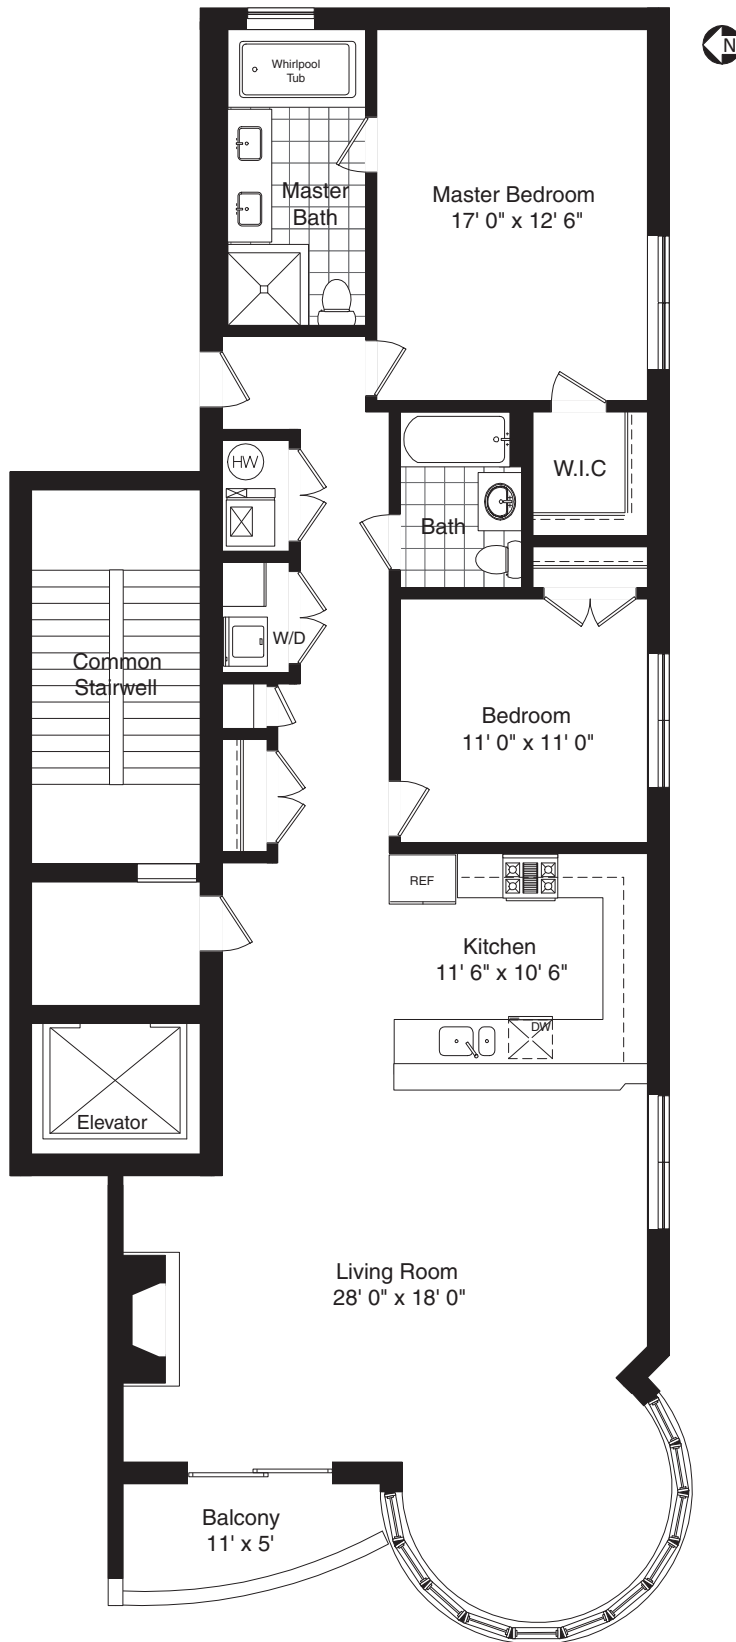 Whirlpool
Tub
N
Master
Bath
Master Bedroom
17' 0" x 12' 6"
HW
W.I.C
Bath
W/D
Common
Stairwell
Bedroom
11' 0" x 11' 0"
REF
Kitchen
11' 6" x 10' 6"
DW
Elevator
Living Room
28' 0" x 18' 0"
Balcony
11' x 5'